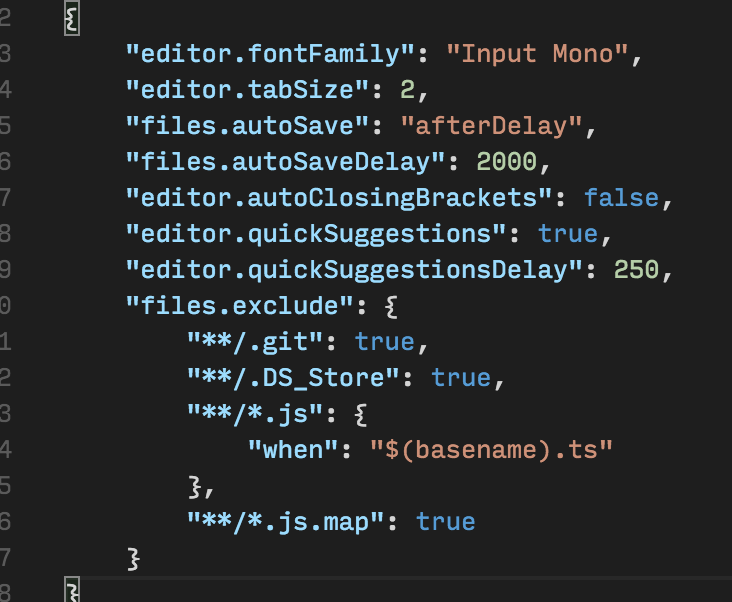 2 {
3 "editor.fontFamily": "Input Mono",
4 "editor.tabSize": 2,
5 "files.autoSave": "afterDelay",
6 "files.autoSaveDelay": 2000,
7 "editor.autoClosingBrackets": false,
8 "editor.quickSuggestions": true,
9 "editor.quickSuggestionsDelay": 250,
0 "files.exclude": {
1 "**/.git": true,
2 "**/.DS_Store": true,
3 "**/*.js": {
4 "when": "$(basename).ts"
5 },
6 "**/*.js.map": true
7 }
8 }